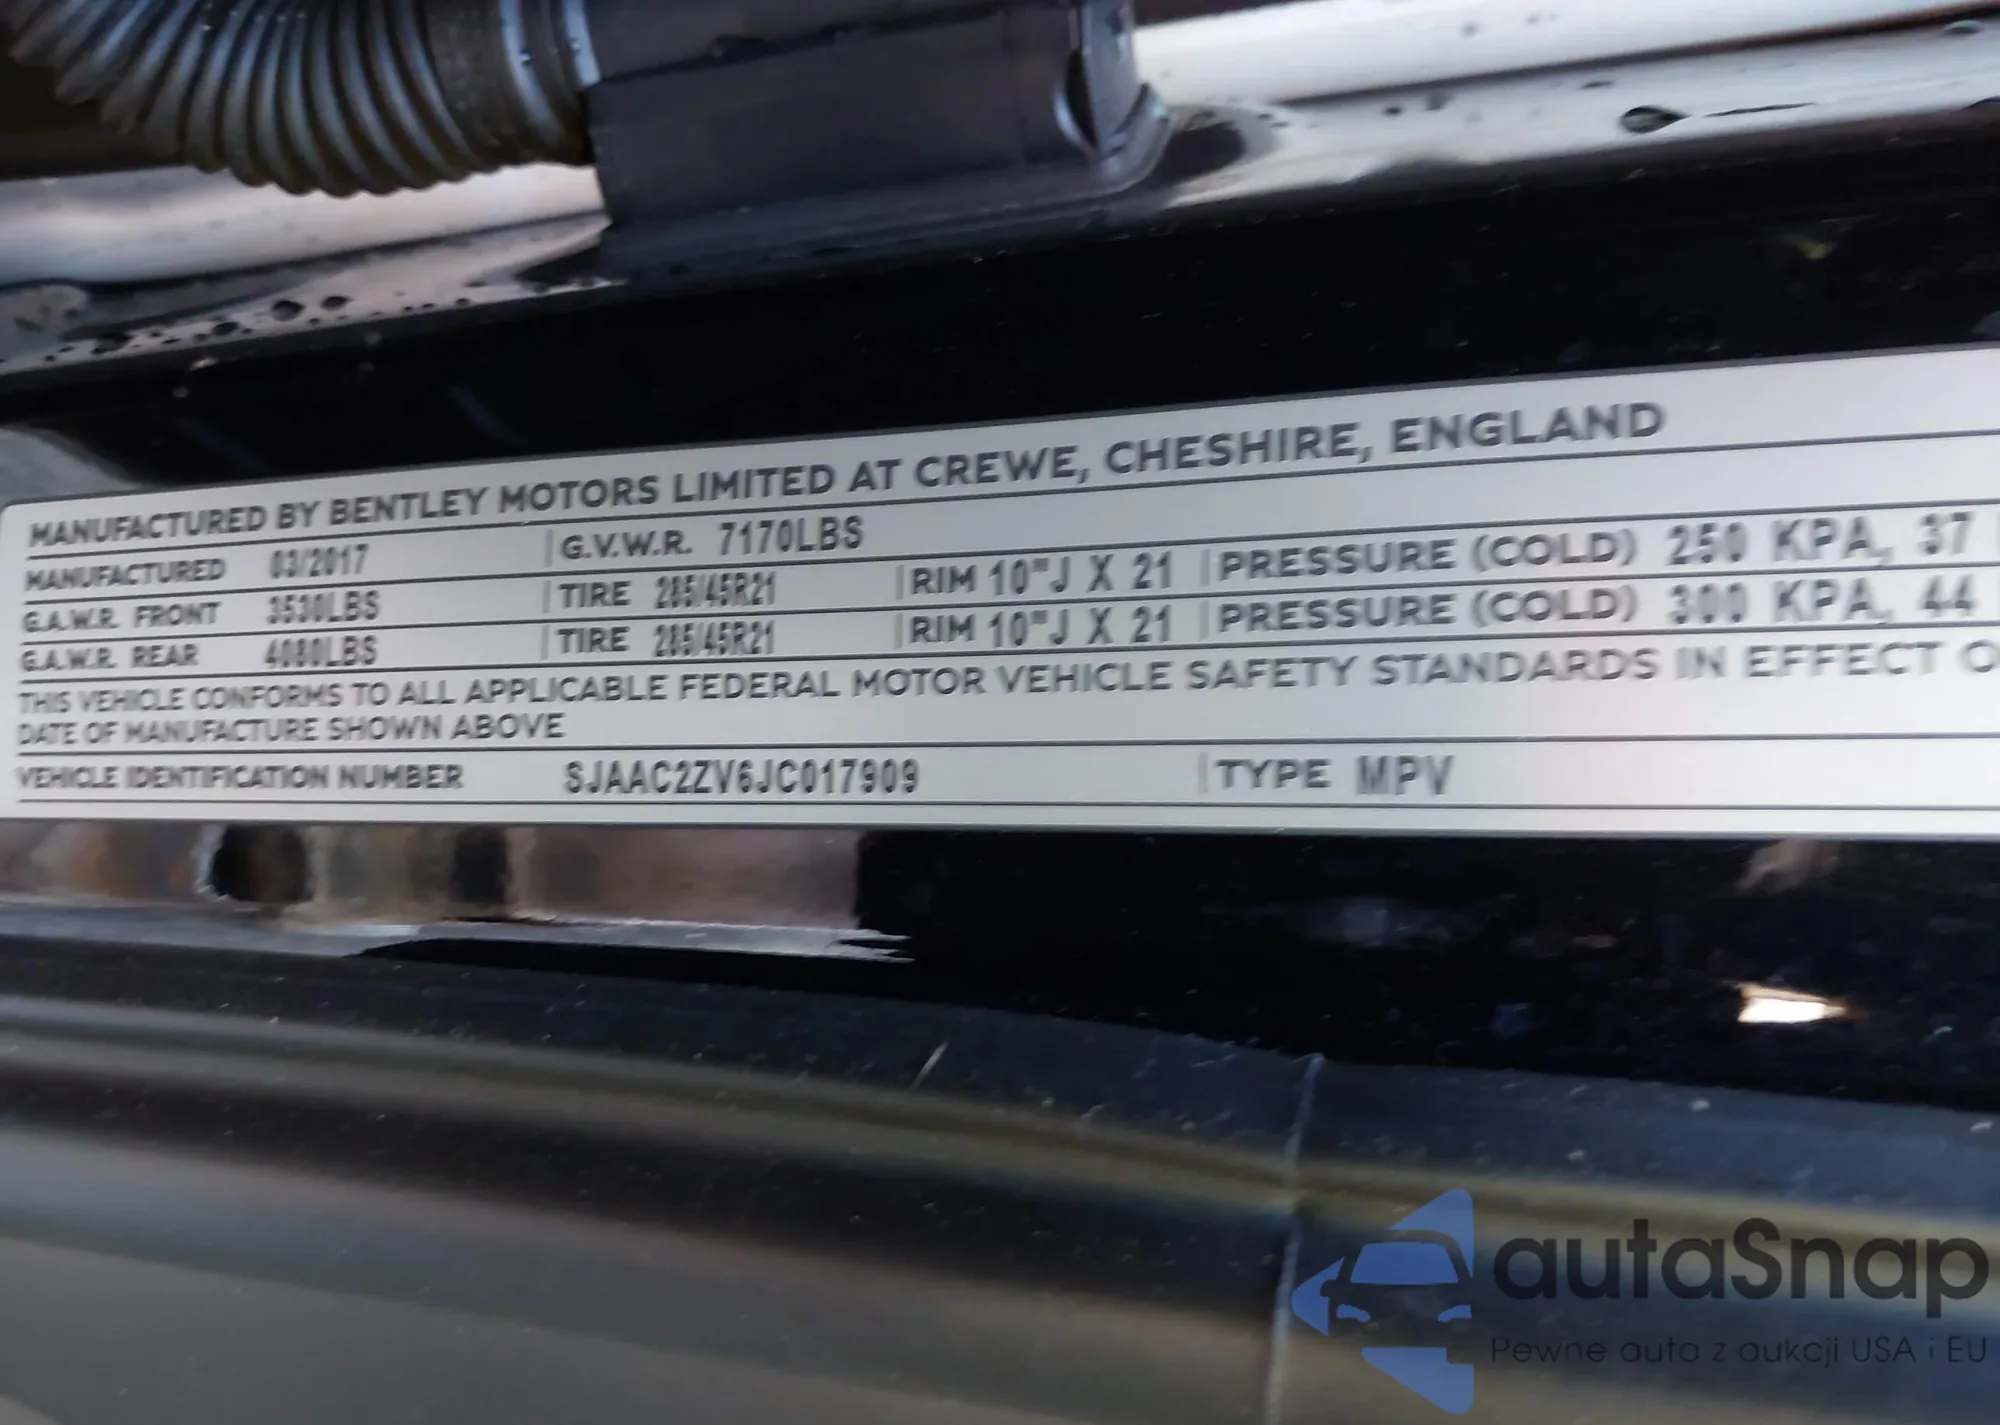 MANUFACTURED BY BENTLEY MOTORS LIMITED AT CREWE, CHESHIRE, ENGLAND
MANUFACTURED 03/2017 G.V.W.R. 7170LBS
G.A.W.R. FRONT 3530LBS TIRE 285/45R21 RIM 10"J X 21 PRESSURE (COLD) 250 KPA, 37
G.A.W.R. REAR 4080LBS TIRE 285/45R21 RIM 10"J X 21 PRESSURE (COLD) 300 KPA, 44
THIS VEHICLE CONFORMS TO ALL APPLICABLE FEDERAL MOTOR VEHICLE SAFETY STANDARDS IN EFFECT
DATE OF MANUFACTURE SHOWN ABOVE
VEHICLE IDENTIFICATION NUMBER SJAAC2ZV6JC017909 TYPE MPV
autaSnap
Pewne auta z aukcji USA i EU